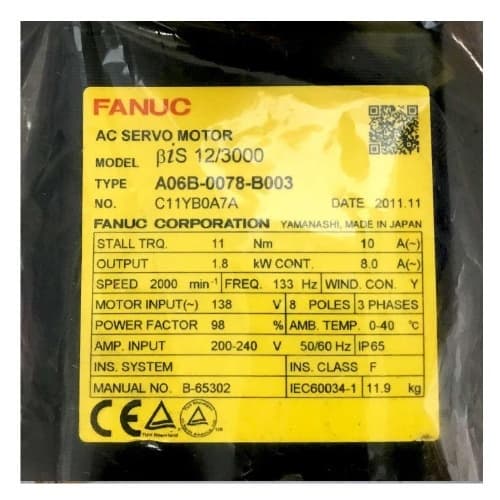 FANUC
AC SERVO MOTOR
MODEL βiS 12/3000
TYPE A06B-0078-B003
NO. C11YB0A7A DATE 2011.11
FANUC CORPORATION YAMANASHI, MADE IN JAPAN
STALL TRQ. 11 Nm 10 A(~)
OUTPUT 1.8 kW CONT. 8.0 A(~)
SPEED 2000 min⁻¹ FREQ. 133 Hz WIND. CON. Y
MOTOR INPUT(~) 138 V 8 POLES 3 PHASES
POWER FACTOR 98 % AMB. TEMP. 0-40 ℃
AMP. INPUT 200-240 V 50/60 Hz IP65
INS. SYSTEM INS. CLASS F
MANUAL NO. B-65302 IEC60034-1 11.9 kg
CE
TÜV Rheinland